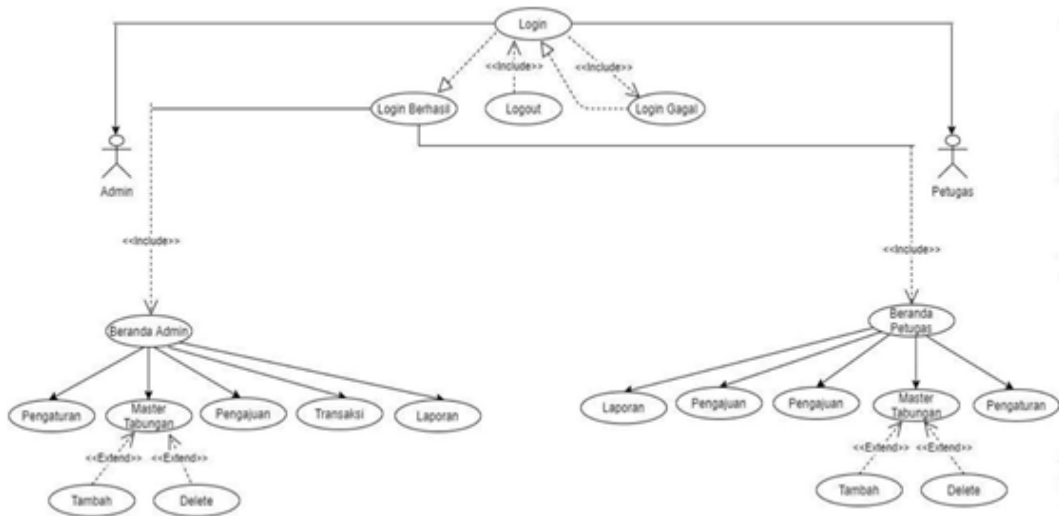 Login
<<Include>>
<<Include>>
Login Berhasil
Logout
Login Gagal
Admin
Petugas
<<Include>>
<<Include>>
Beranda Admin
Beranda
Petugas
Pengaturan
Master
Tabungan
Pengajuan
Transaksi
Laporan
Laporan
Pengajuan
Pengajuan
Master
Tabungan
Pengaturan
<<Extend>>
<<Extend>>
<<Extend>>
<<Extend>>
Tambah
Delete
Tambah
Delete